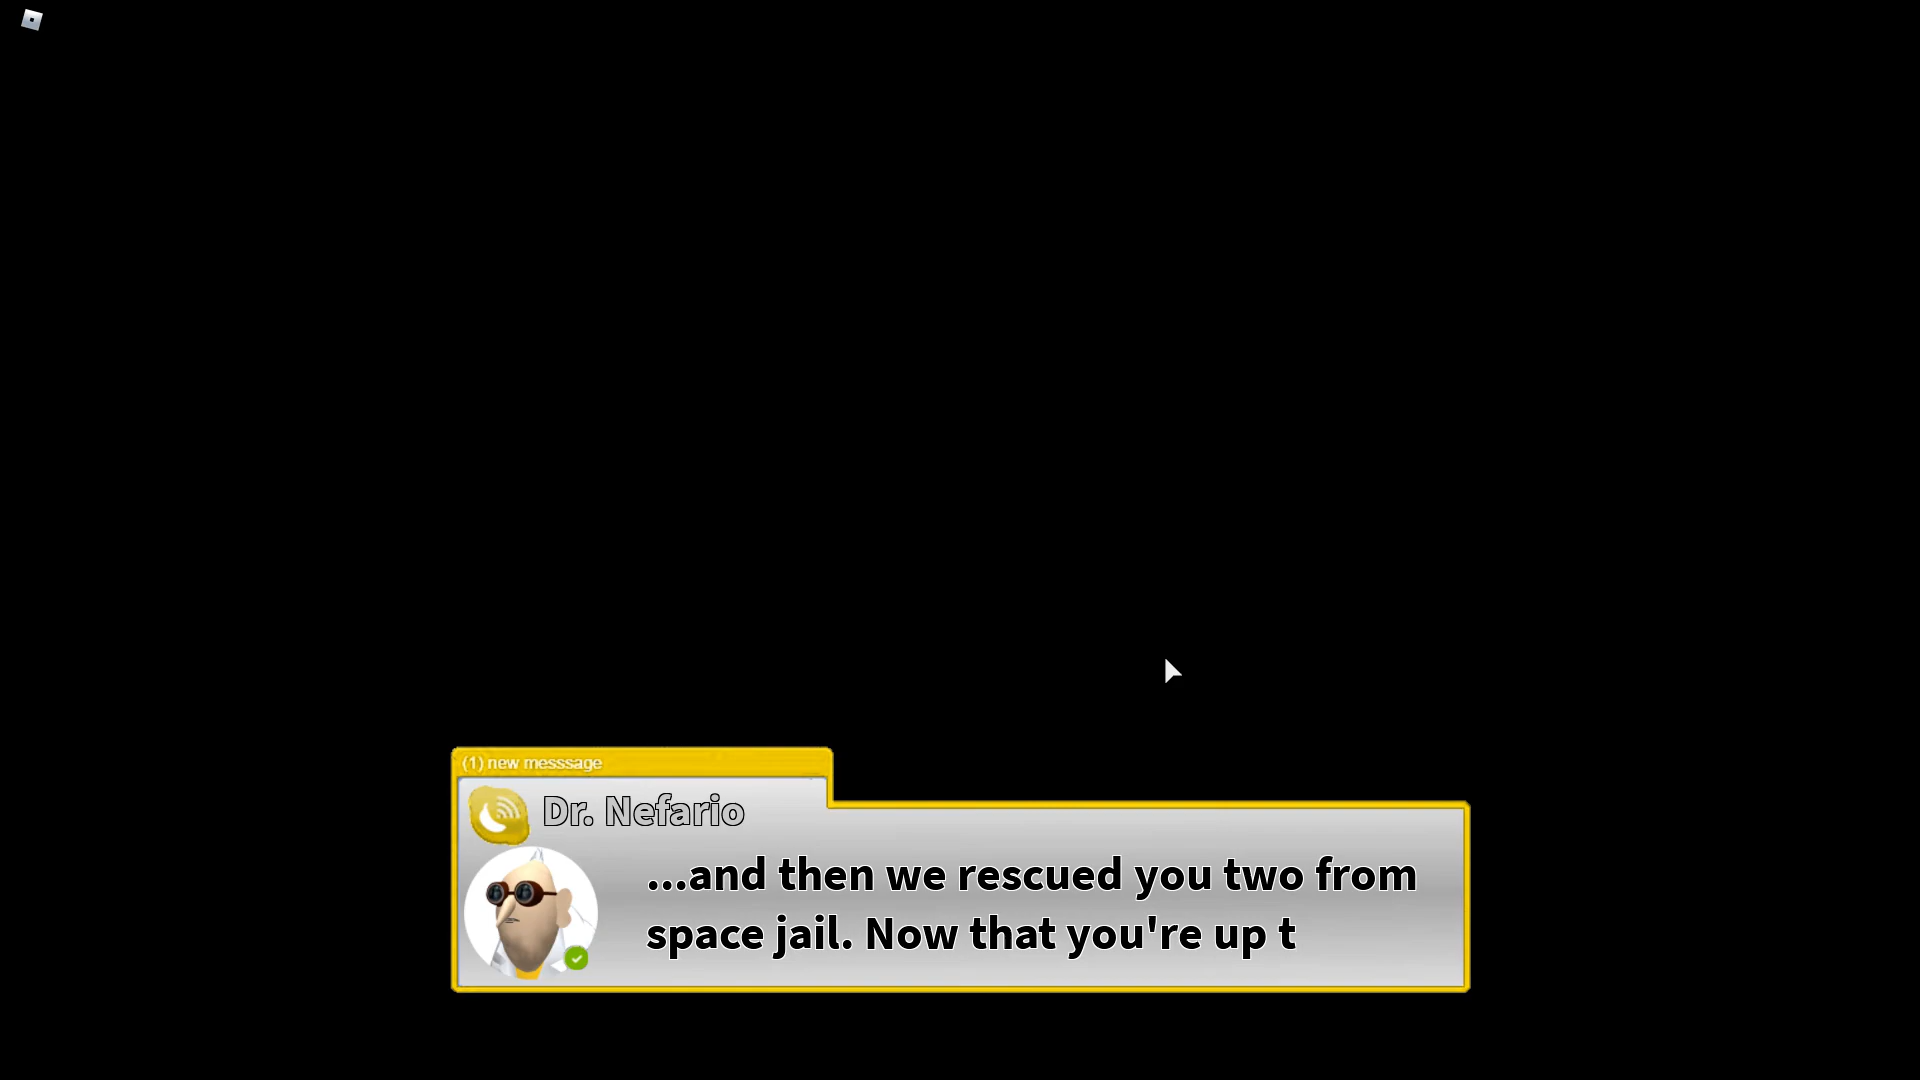 (1) new messsage
Dr. Nefario
...and then we rescued you two from
space jail. Now that you're up t